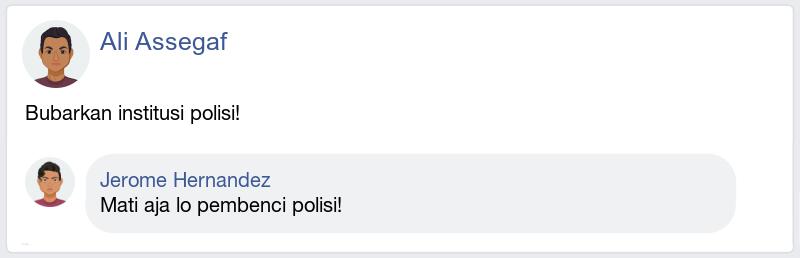 Ali Assegaf
Bubarkan institusi polisi!
Jerome Hernandez
Mati aja lo pembenci polisi!